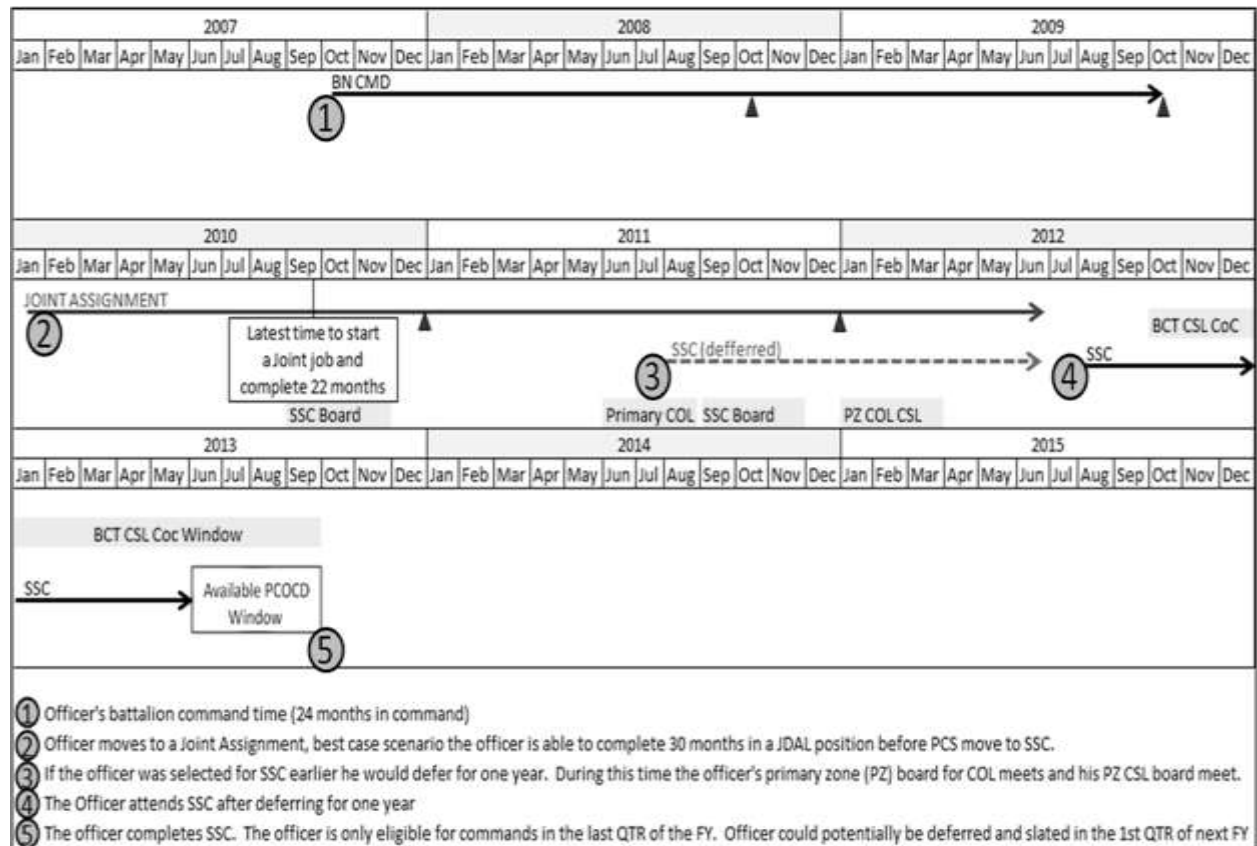 2007 2008 2009
Jan Feb Mar Apr May Jun Jul Aug Sep Oct Nov Dec Jan Feb Mar Apr May Jun Jul Aug Sep Oct Nov Dec Jan Feb Mar Apr May Jun Jul Aug Sep Oct Nov Dec
BN CMD
1
2010 2011 2012
Jan Feb Mar Apr May Jun Jul Aug Sep Oct Nov Dec Jan Feb Mar Apr May Jun Jul Aug Sep Oct Nov Dec Jan Feb Mar Apr May Jun Jul Aug Sep Oct Nov Dec
JOINT ASSIGNMENT
2
Latest time to start
a Joint job and
complete 22 months
BCT CSL CoC
3
SSC (defferred)
4
SSC
SSC Board
Primary COL
SSC Board
PZ COL CSL
2013 2014 2015
Jan Feb Mar Apr May Jun Jul Aug Sep Oct Nov Dec Jan Feb Mar Apr May Jun Jul Aug Sep Oct Nov Dec Jan Feb Mar Apr May Jun Jul Aug Sep Oct Nov Dec
BCT CSL Coc Window
SSC
Available PCOCD
Window
5
1 Officer's battalion command time (24 months in command)
2 Officer moves to a Joint Assignment, best case scenario the officer is able to complete 30 months in a JDAL position before PCS move to SSC.
3 If the officer was selected for SSC earlier he would defer for one year. During this time the officer's primary zone (PZ) board for COL meets and his PZ CSL board meet.
4 The Officer attends SSC after deferring for one year
5 The officer completes SSC. The officer is only eligible for commands in the last QTR of the FY. Officer could potentially be deferred and slated in the 1st QTR of next FY